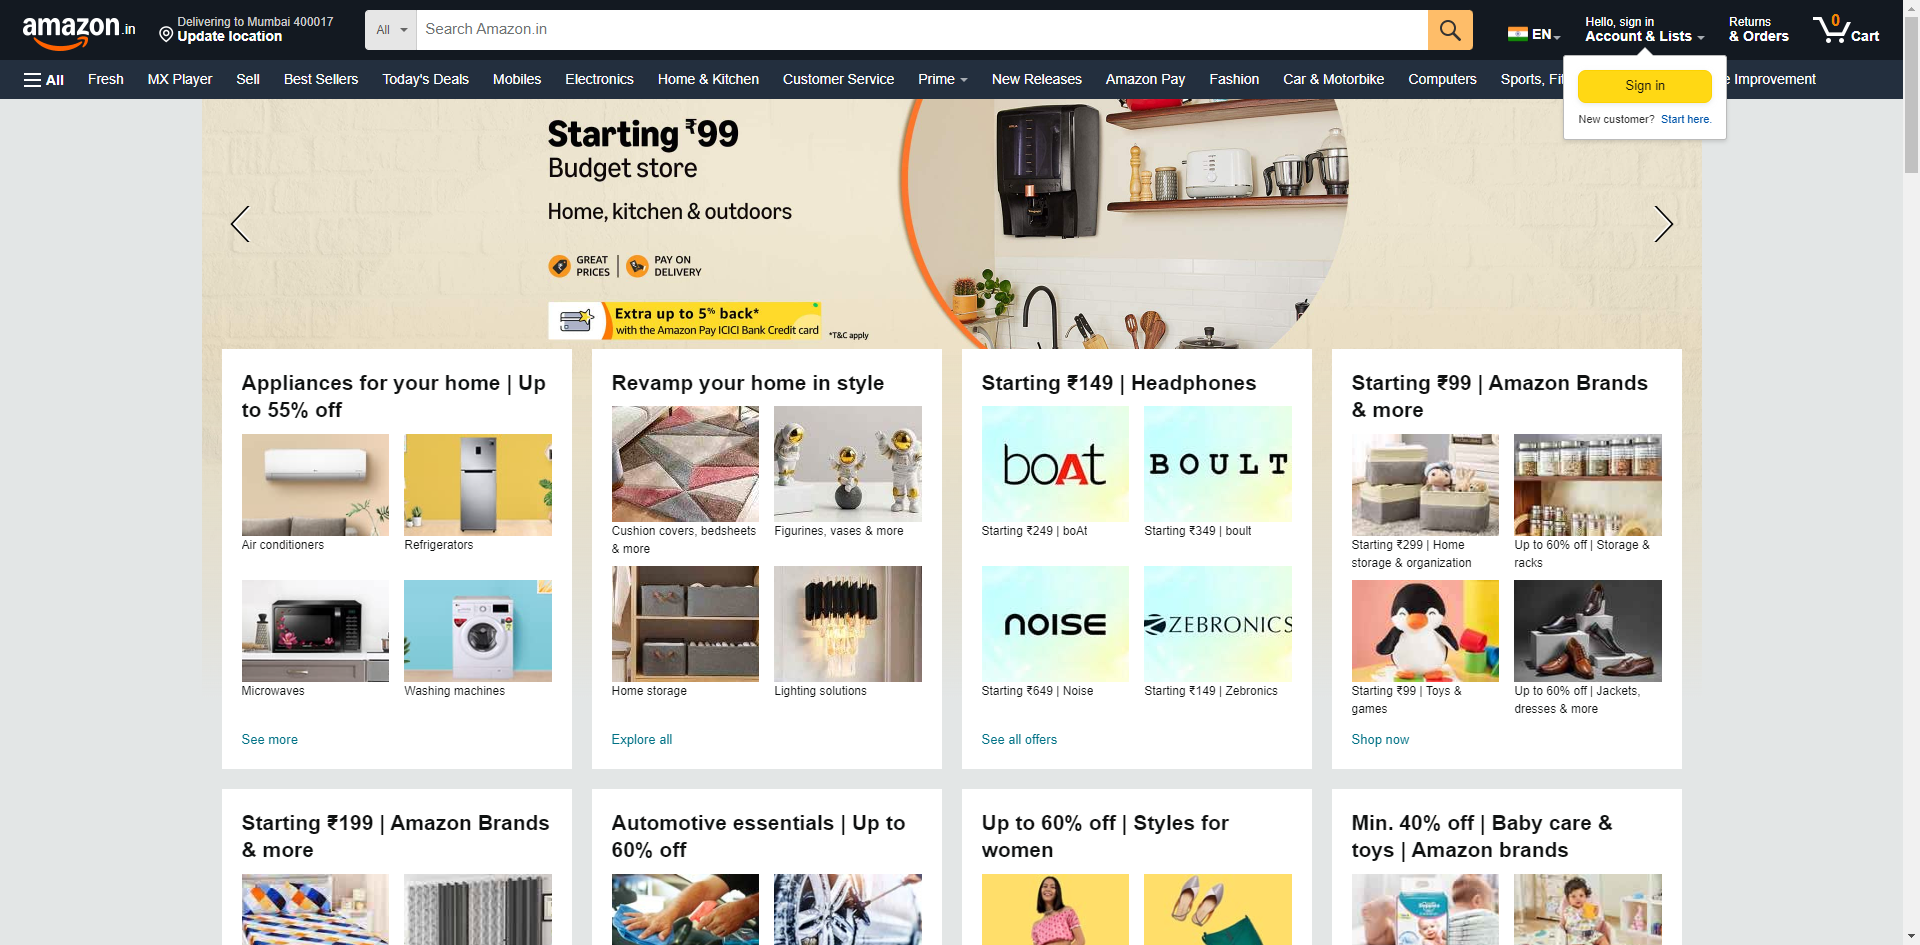 amazon.in
Delivering to Mumbai 400017
Update location
All
Search Amazon.in
EN
Hello, sign in
Account & Lists
Returns
& Orders
0
Cart
All
Fresh
MX Player
Sell
Best Sellers
Today's Deals
Mobiles
Electronics
Home & Kitchen
Customer Service
Prime
New Releases
Amazon Pay
Fashion
Car & Motorbike
Computers
Sports, Fit
e Improvement
Sign in
New customer? Start here.
Starting ₹99
Budget store
Home, kitchen & outdoors
GREAT
PRICES
PAY ON
DELIVERY
Extra up to 5% back*
with the Amazon Pay ICICI Bank Credit card
*T&C apply
Appliances for your home | Up
to 55% off
Air conditioners
Refrigerators
Microwaves
Washing machines
See more
Revamp your home in style
Cushion covers, bedsheets
& more
Figurines, vases & more
Home storage
Lighting solutions
Explore all
Starting ₹149 | Headphones
boAt
BOULT
Starting ₹249 | boAt
Starting ₹349 | boult
noise
ZEBRONICS
Starting ₹649 | Noise
Starting ₹149 | Zebronics
See all offers
Starting ₹99 | Amazon Brands
& more
Starting ₹299 | Home
storage & organization
Up to 60% off | Storage &
racks
Starting ₹99 | Toys &
games
Up to 60% off | Jackets,
dresses & more
Shop now
Starting ₹199 | Amazon Brands
& more
Automotive essentials | Up to
60% off
Up to 60% off | Styles for
women
Min. 40% off | Baby care &
toys | Amazon brands